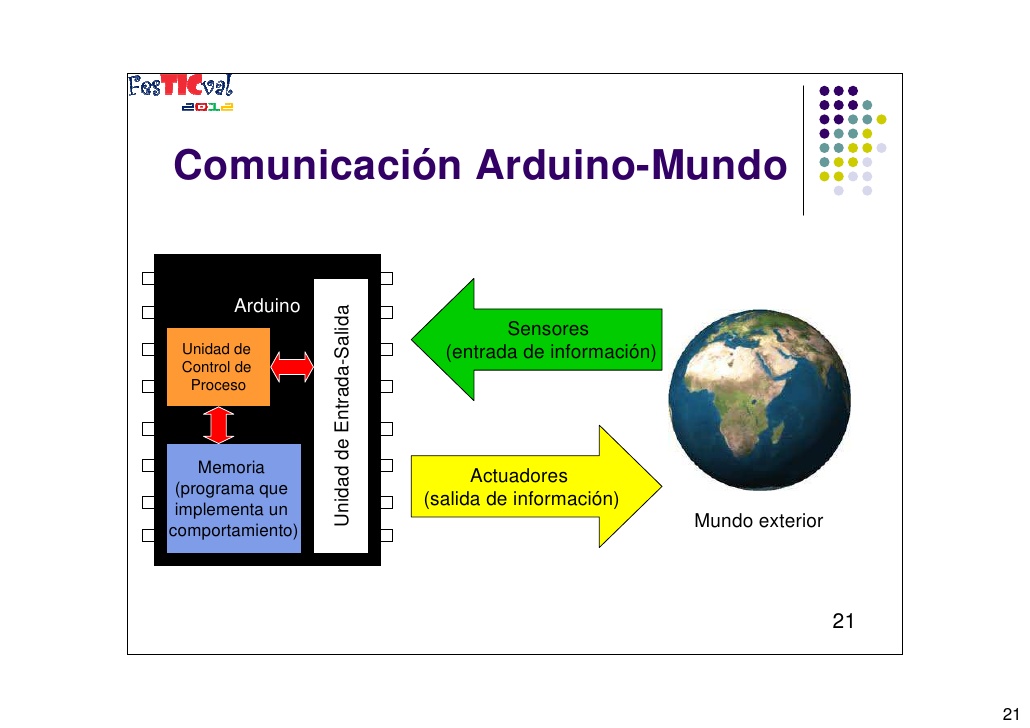 FesTICval
2012
Comunicación Arduino-Mundo
Arduino
Unidad de
Control de
Proceso
Memoria
(programa que
implementa un
comportamiento)
Unidad de Entrada-Salida
Sensores
(entrada de información)
Actuadores
(salida de información)
Mundo exterior
21
21